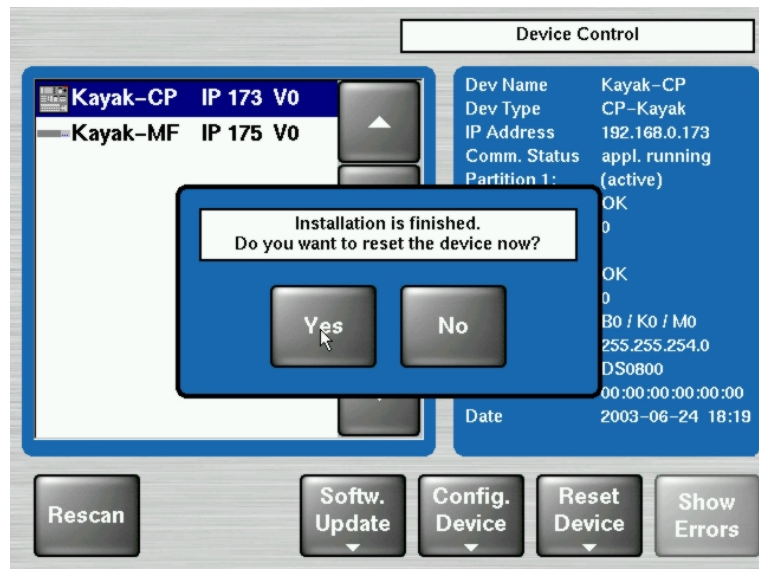 Device Control
Kayak-CP IP 173 V0
Kayak-MF IP 175 V0
Dev Name Kayak-CP
Dev Type CP-Kayak
IP Address 192.168.0.173
Comm. Status appl. running
Partition 1: (active)
OK
0
OK
0
B0 / K0 / M0
255.255.254.0
DS0800
00:00:00:00:00:00
Date 2003-06-24 18:19
Installation is finished.
Do you want to reset the device now?
Yes
No
Rescan
Softw.
Update
Config.
Device
Reset
Device
Show
Errors